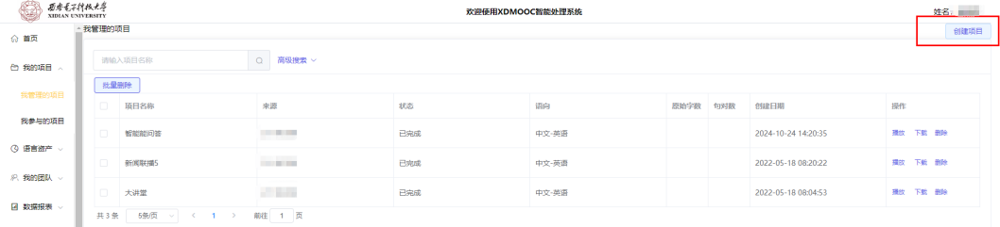 西安电子科技大学
XIDIAN UNIVERSITY
欢迎使用XDMOOC智能处理系统
姓名:
首页
我管理的项目
创建项目
请输入项目名称
高级搜索
我的项目
批量删除
我管理的项目
项目名称 来源 状态 语向 原始字数 句对数 创建日期 操作
我参与的项目
智能能问答 已完成 中文-英语 2024-10-24 14:20:35 播放 下载 删除
语言资产
新闻联播5 已完成 中文-英语 2022-05-18 08:20:22 播放 下载 删除
我的团队
大讲堂 已完成 中文-英语 2022-05-18 08:04:53 播放 下载 删除
数据报表
共 3 条 5条/页 < 1 > 前往 1 页